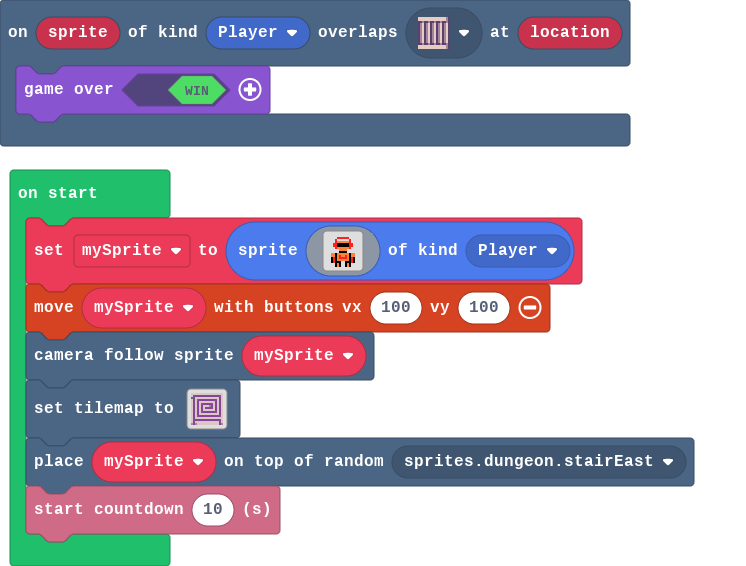 on sprite of kind Player overlaps at location
game over WIN
on start
set mySprite to sprite of kind Player
move mySprite with buttons vx 100 vy 100
camera follow sprite mySprite
set tilemap to
place mySprite on top of random sprites.dungeon.stairEast
start countdown 10 (s)